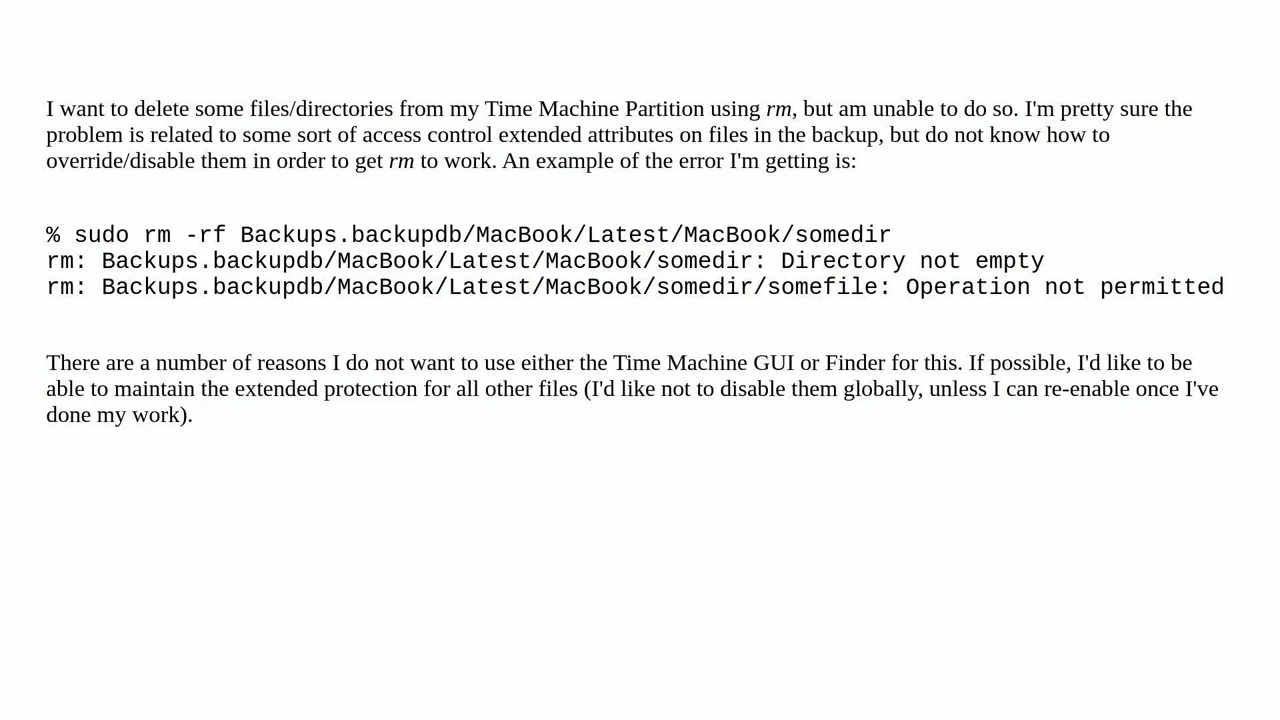 I want to delete some files/directories from my Time Machine Partition using rm, but am unable to do so. I'm pretty sure the
problem is related to some sort of access control extended attributes on files in the backup, but do not know how to
override/disable them in order to get rm to work. An example of the error I'm getting is:
% sudo rm -rf Backups.backupdb/MacBook/Latest/MacBook/somedir
rm: Backups.backupdb/MacBook/Latest/MacBook/somedir: Directory not empty
rm: Backups.backupdb/MacBook/Latest/MacBook/somedir/somefile: Operation not permitted
There are a number of reasons I do not want to use either the Time Machine GUI or Finder for this. If possible, I'd like to be
able to maintain the extended protection for all other files (I'd like not to disable them globally, unless I can re-enable once I've
done my work).